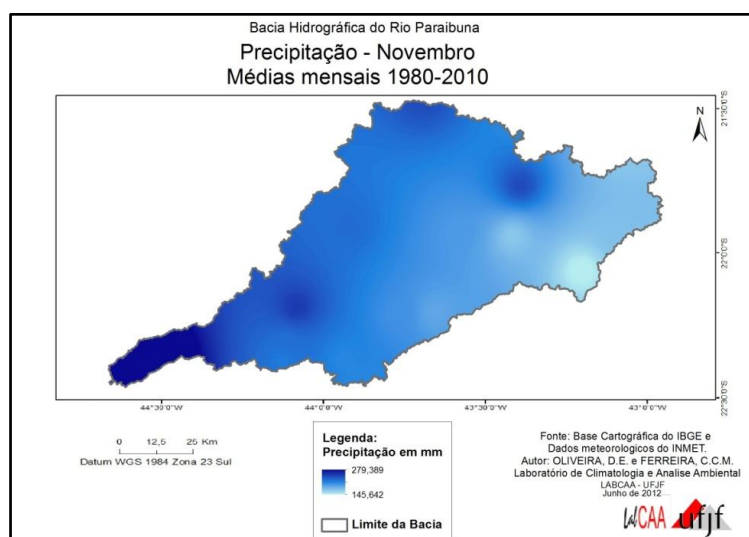 Bacia Hidrográfica do Rio Paraibuna
Precipitação - Novembro
Médias mensais 1980-2010
21°30'0"S
N
22°0'0"S
22°30'0"S
44°30'0"W
44°0'0"W
43°30'0"W
43°0'0"W
0 12,5 25 Km
Datum WGS 1984 Zona 23 Sul
Legenda:
Precipitação em mm
279,389
145,642
Limite da Bacia
Fonte: Base Cartográfica do IBGE e
Dados meteorologicos do INMET.
Autor: OLIVEIRA, D.E. e FERREIRA, C.C.M.
Laboratório de Climatologia e Analise Ambiental
LABCAA - UFJF
Junho de 2012
LabCAA ufjf